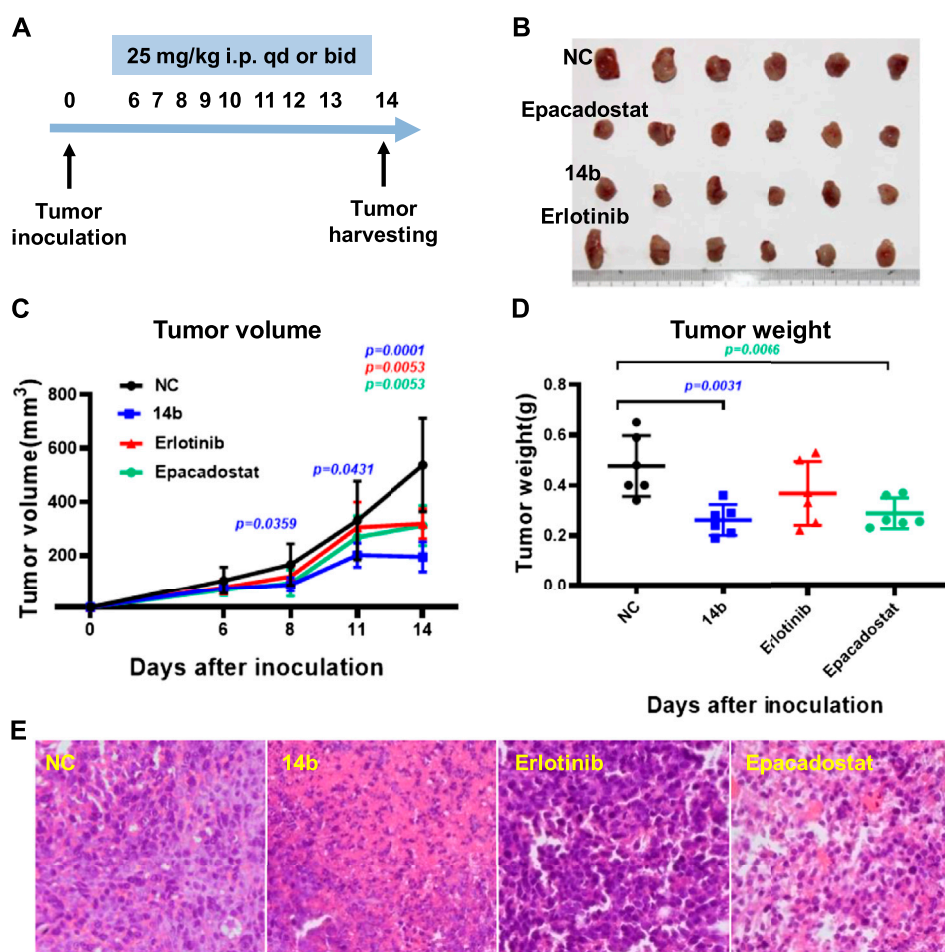 A
25 mg/kg i.p. qd or bid
0 6 7 8 9 10 11 12 13 14
Tumor
inoculation
Tumor
harvesting
B
NC
Epacadostat
14b
Erlotinib
C
Tumor volume
p=0.0001
p=0.0053
p=0.0053
NC
14b
Erlotinib
Epacadostat
p=0.0431
p=0.0359
Tumor volume(mm³)
800
600
400
200
0
0 6 8 11 14
Days after inoculation
D
Tumor weight
p=0.0066
p=0.0031
Tumor weight(g)
0.8
0.6
0.4
0.2
0.0
NC
14b
Erlotinib
Epacadostat
Days after inoculation
E
NC
14b
Erlotinib
Epacadostat